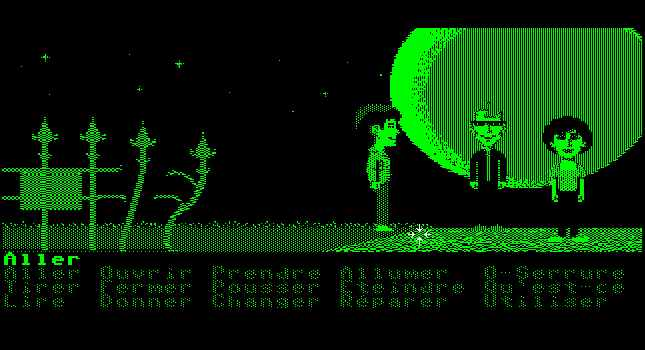 Aller
Aller Ouvrir Prendre Allumer O-Serrure
Tirer Fermer Pousser Eteindre Qu'est-ce
Lire Donner Changer Réparer Utiliser